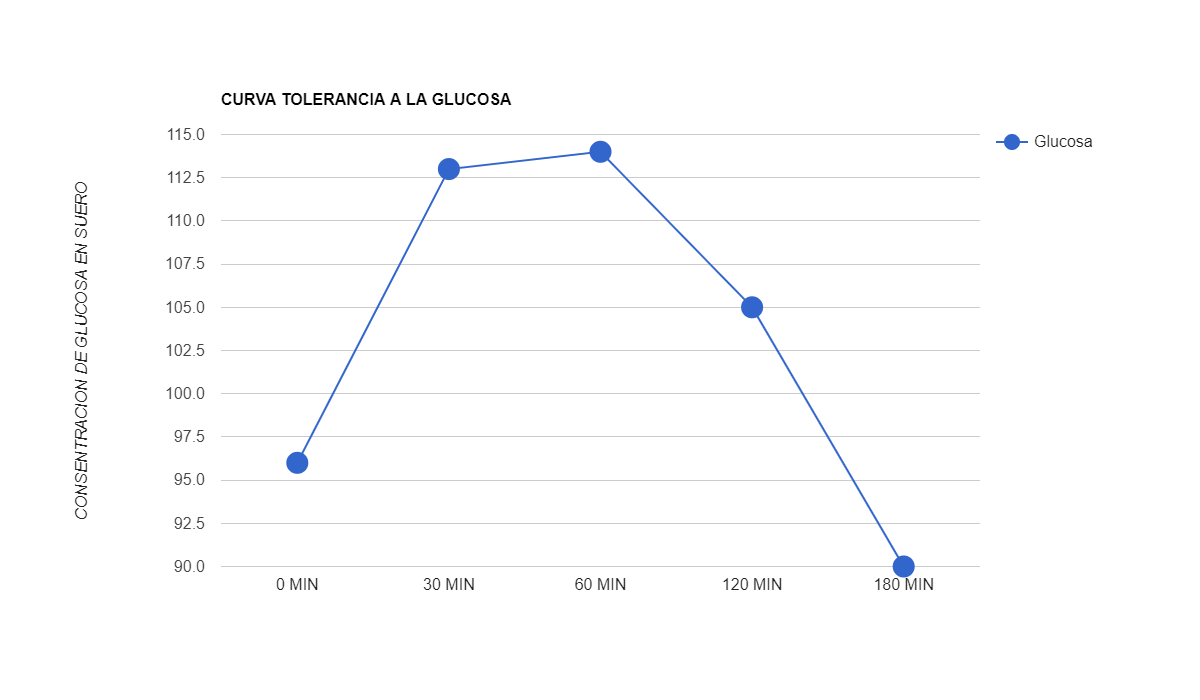 CURVA TOLERANCIA A LA GLUCOSA
Glucosa
CONSENTRACION DE GLUCOSA EN SUERO
115.0
112.5
110.0
107.5
105.0
102.5
100.0
97.5
95.0
92.5
90.0
0 MIN
30 MIN
60 MIN
120 MIN
180 MIN